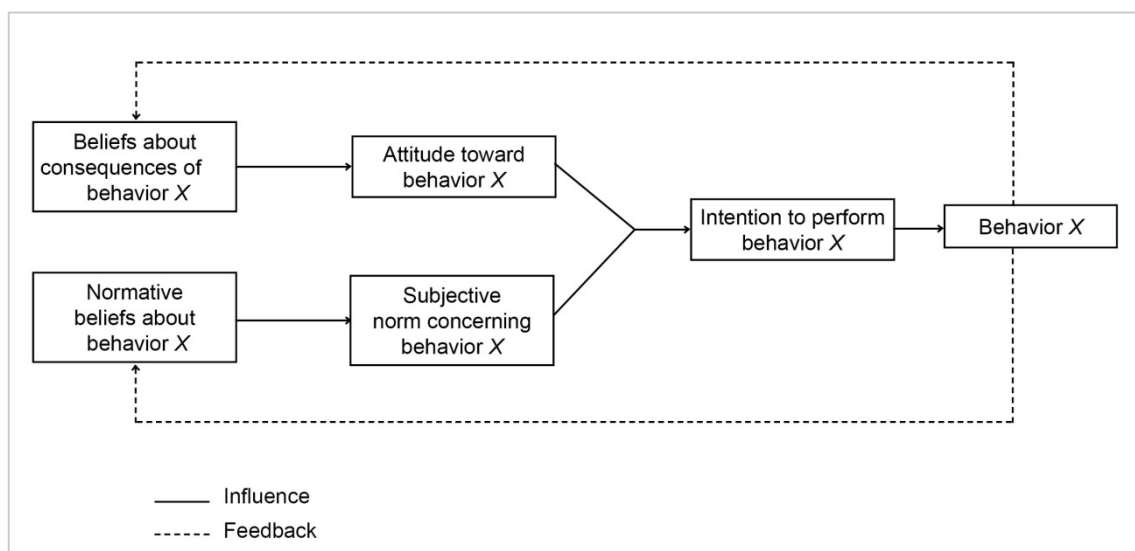 Beliefs about
consequences of
behavior X
Attitude toward
behavior X
Normative
beliefs about
behavior X
Subjective
norm concerning
behavior X
Intention to perform
behavior X
Behavior X
Influence
Feedback